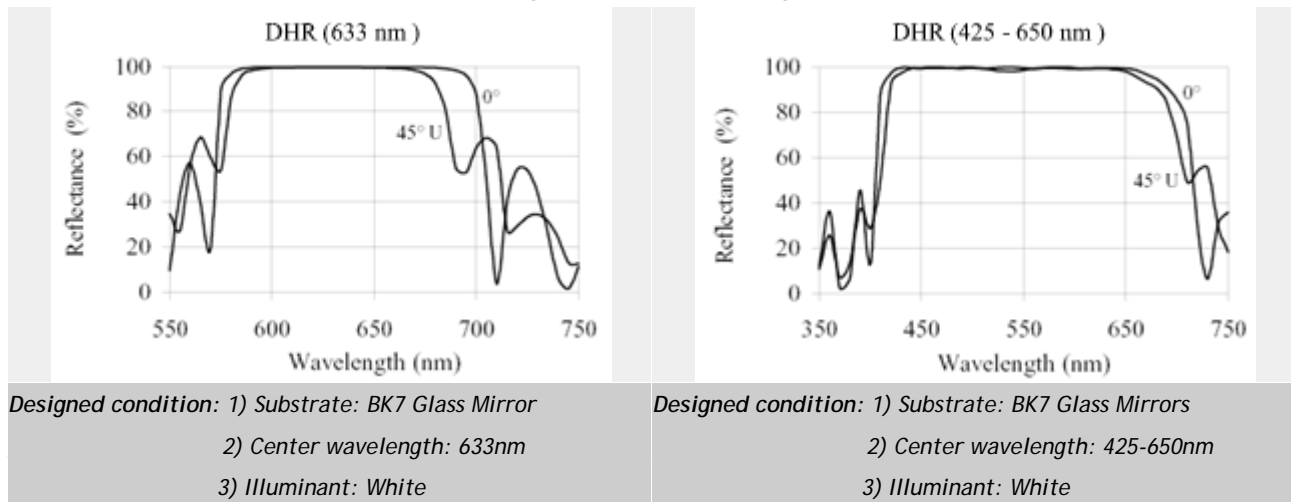 DHR (633 nm )
100
80
60
40
20
0
Reflectance (%)
0°
45° U
550 600 650 700 750
Wavelength (nm)
Designed condition: 1) Substrate: BK7 Glass Mirror
2) Center wavelength: 633nm
3) Illuminant: White
DHR (425 - 650 nm )
100
80
60
40
20
0
Reflectance (%)
0°
45° U
350 450 550 650 750
Wavelength (nm)
Designed condition: 1) Substrate: BK7 Glass Mirrors
2) Center wavelength: 425-650nm
3) Illuminant: White